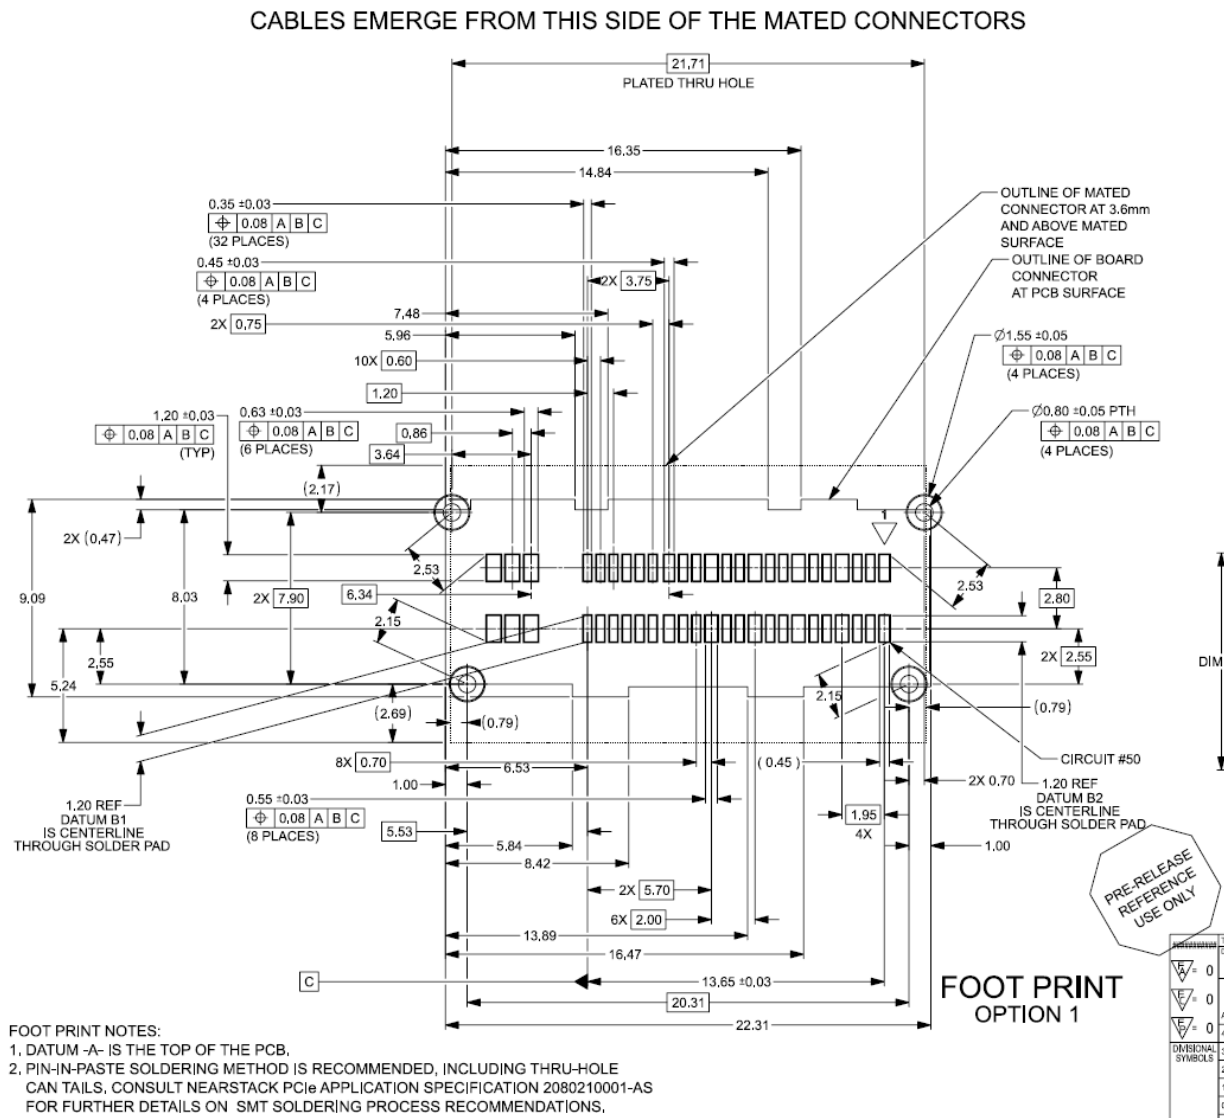 CABLES EMERGE FROM THIS SIDE OF THE MATED CONNECTORS
21.71
PLATED THRU HOLE
16.35
14.84
0.35 ±0.03
⌖ 0.08 A B C
(32 PLACES)
0.45 ±0.03
⌖ 0.08 A B C
(4 PLACES)
2X 3.75
OUTLINE OF MATED
CONNECTOR AT 3.6mm
AND ABOVE MATED
SURFACE
OUTLINE OF BOARD
CONNECTOR
AT PCB SURFACE
7.48
2X 0.75
5.96
10X 0.60
1.20
Ø1.55 ±0.05
⌖ 0.08 A B C
(4 PLACES)
1.20 ±0.03
⌖ 0.08 A B C
(TYP)
0.63 ±0.03
⌖ 0.08 A B C
(6 PLACES)
0.86
3.64
Ø0.80 ±0.05 PTH
⌖ 0.08 A B C
(4 PLACES)
(2.17)
1
2X (0.47)
2.53
2.53
9.09
8.03
2X 7.90
6.34
2.80
2.15
2.55
2X 2.55
5.24
DIM
2.15
(2.69)
(0.79)
(0.79)
8X 0.70
6.53
(0.45)
CIRCUIT #50
1.00
2X 0.70
1.20 REF
DATUM B1
IS CENTERLINE
THROUGH SOLDER PAD
0.55 ±0.03
⌖ 0.08 A B C
(8 PLACES)
1.20 REF
DATUM B2
IS CENTERLINE
THROUGH SOLDER PAD
1.95
4X
5.53
5.84
1.00
8.42
2X 5.70
6X 2.00
PRE-RELEASE
REFERENCE
USE ONLY
13.89
16.47
C
13.65 ±0.03
20.31
22.31
FOOT PRINT
OPTION 1
= 0
= 0
= 0
DIVISIONAL
SYMBOLS
FOOT PRINT NOTES:
1. DATUM -A- IS THE TOP OF THE PCB.
2. PIN-IN-PASTE SOLDERING METHOD IS RECOMMENDED, INCLUDING THRU-HOLE
CAN TAILS. CONSULT NEARSTACK PCIe APPLICATION SPECIFICATION 2080210001-AS
FOR FURTHER DETAILS ON SMT SOLDERING PROCESS RECOMMENDATIONS.